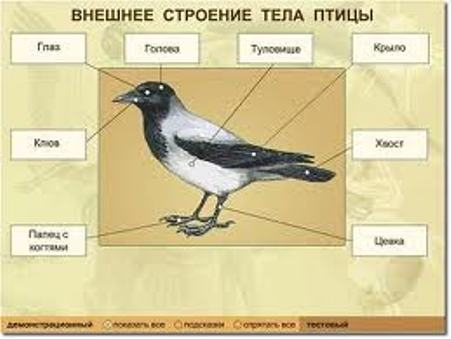 ВНЕШНЕЕ СТРОЕНИЕ ТЕЛА ПТИЦЫ
Глаз
Голова
Туловище
Крыло
Клюв
Хвост
Палец с
когтями
Цевка
демонстрационный показать все подсказки спрятать все тестовый